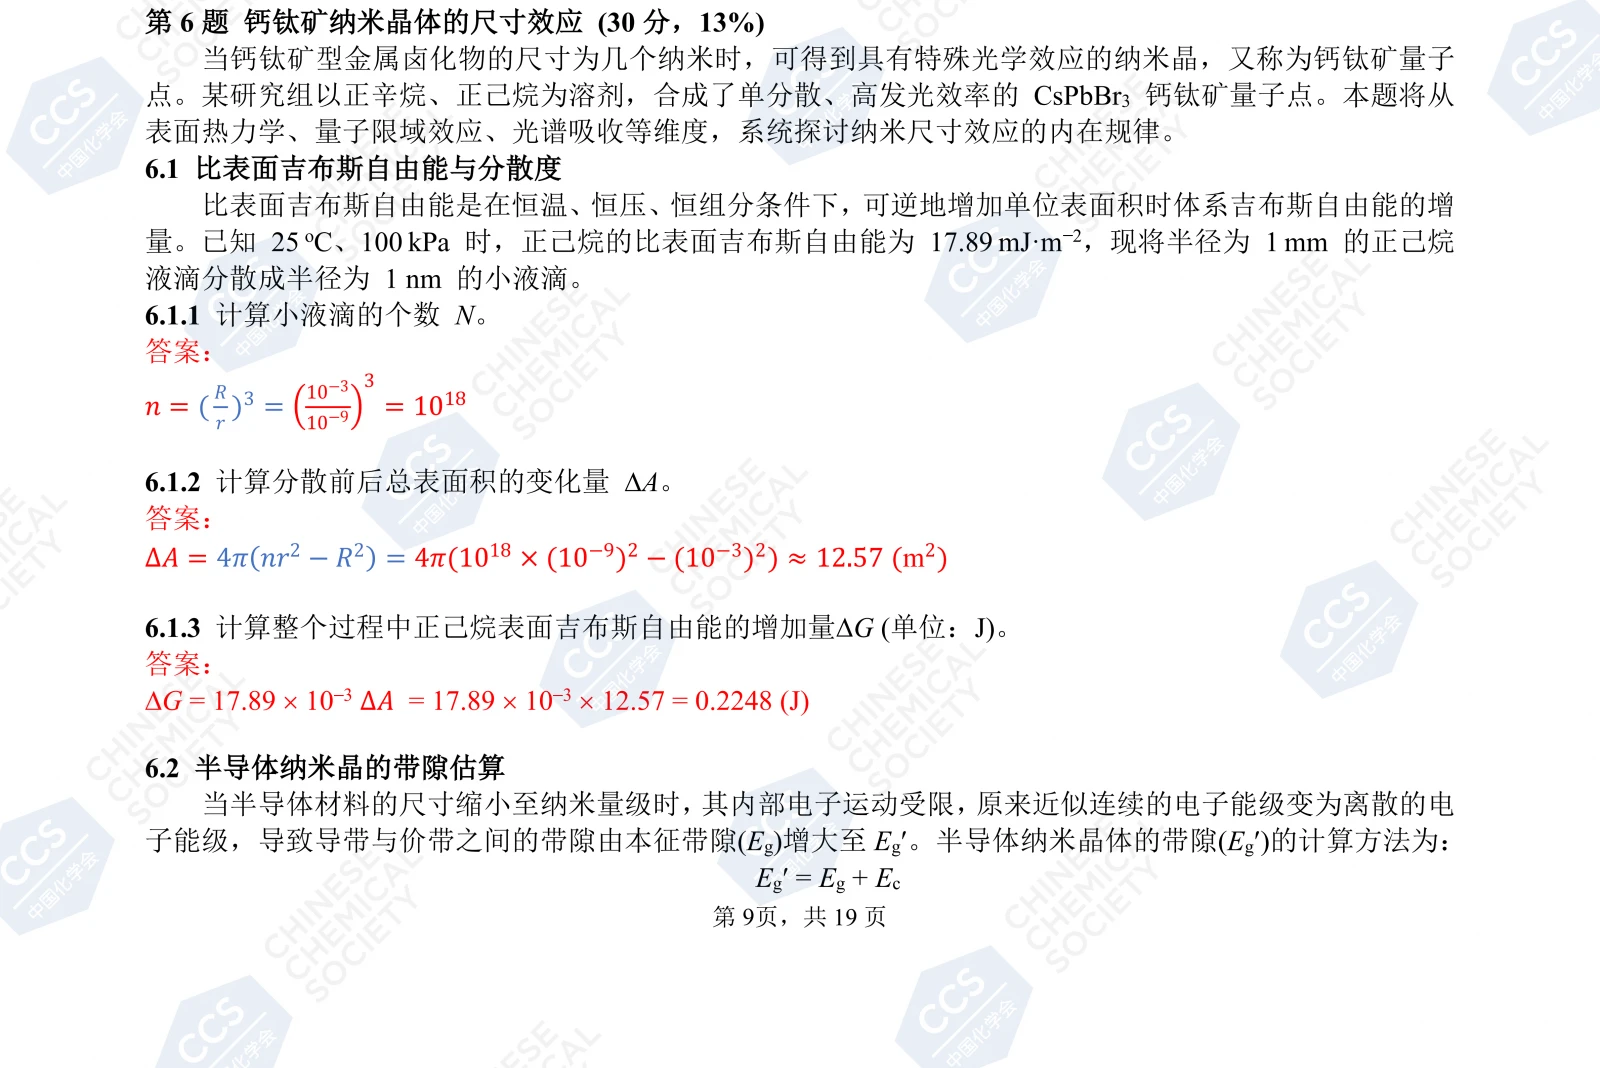 第 6 题 钙钛矿纳米晶体的尺寸效应 (30 分，13%)
当钙钛矿型金属卤化物的尺寸为几个纳米时，可得到具有特殊光学效应的纳米晶，又称为钙钛矿量子
点。某研究组以正辛烷、正己烷为溶剂，合成了单分散、高发光效率的 CsPbBr₃ 钙钛矿量子点。本题将从
表面热力学、量子限域效应、光谱吸收等维度，系统探讨纳米尺寸效应的内在规律。
6.1 比表面吉布斯自由能与分散度
比表面吉布斯自由能是在恒温、恒压、恒组分条件下，可逆地增加单位表面积时体系吉布斯自由能的增
量。已知 25 ºC、100 kPa 时，正己烷的比表面吉布斯自由能为 17.89 mJ·m⁻²，现将半径为 1 mm 的正己烷
液滴分散成半径为 1 nm 的小液滴。
6.1.1 计算小液滴的个数 N。
答案：
n = (R/r)³ = (10⁻³/10⁻⁹)³ = 10¹⁸
6.1.2 计算分散前后总表面积的变化量 ΔA。
答案：
ΔA = 4π(nr² − R²) = 4π(10¹⁸ × (10⁻⁹)² − (10⁻³)²) ≈ 12.57 (m²)
6.1.3 计算整个过程中正己烷表面吉布斯自由能的增加量ΔG (单位：J)。
答案：
ΔG = 17.89 × 10⁻³ ΔA = 17.89 × 10⁻³ × 12.57 = 0.2248 (J)
6.2 半导体纳米晶的带隙估算
当半导体材料的尺寸缩小至纳米量级时，其内部电子运动受限，原来近似连续的电子能级变为离散的电
子能级，导致导带与价带之间的带隙由本征带隙(Eg)增大至 Eg′。半导体纳米晶体的带隙(Eg′)的计算方法为：
Eg′ = Eg + Ec
第 9页，共 19 页